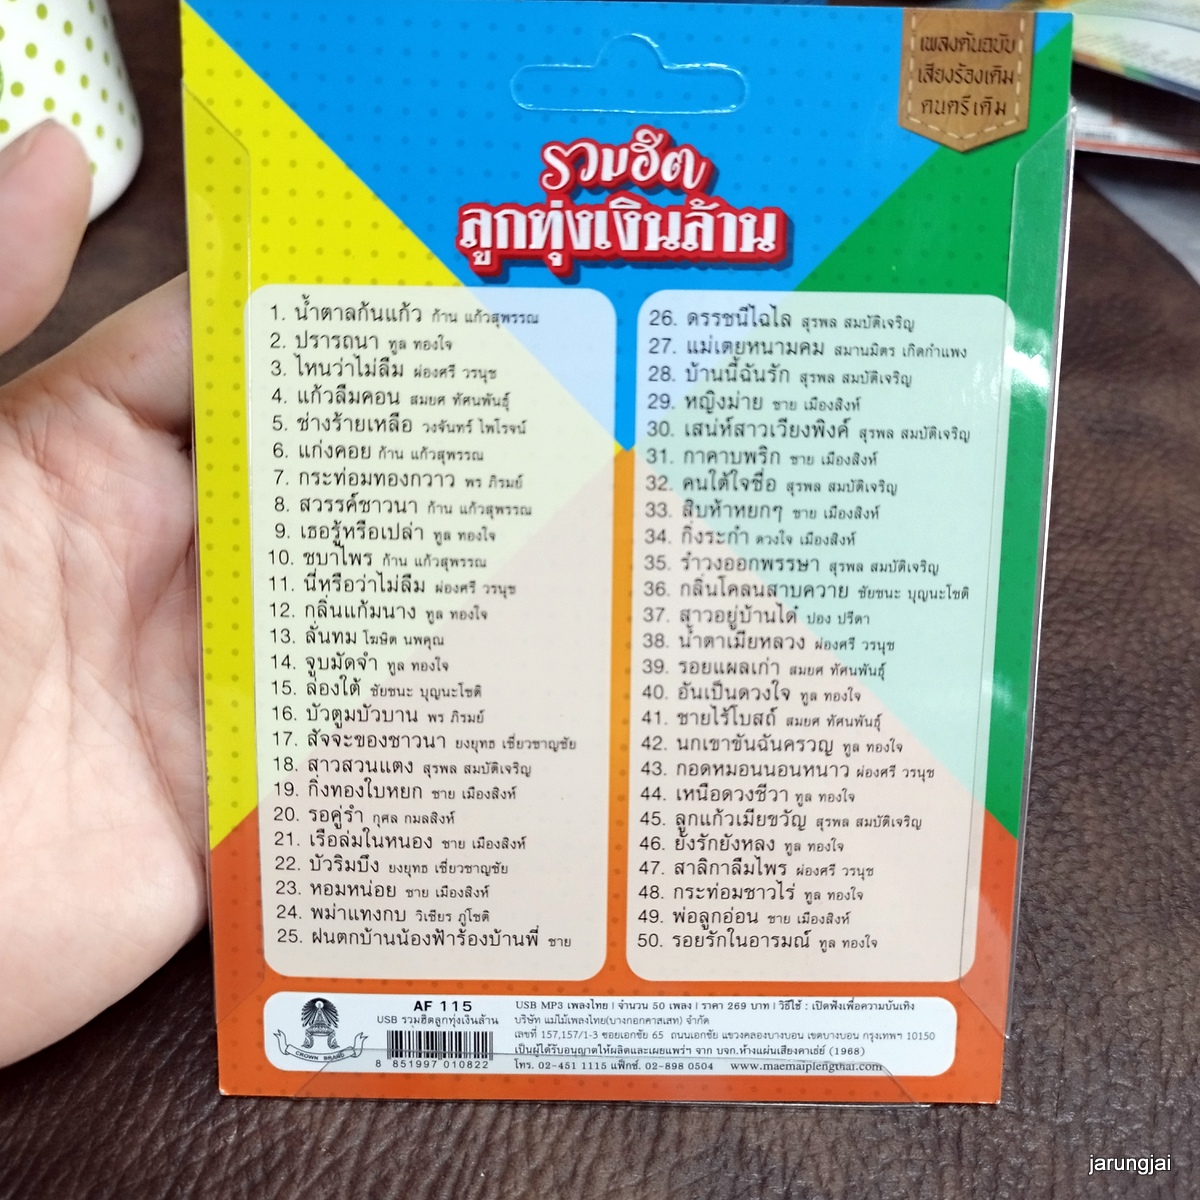 เพลงต้นฉบับ
เสียงร้องเดิม
ดนตรีเดิม
รวมฮิต
ลูกทุ่งเงินล้าน
1. น้ำตาลก้นแก้ว ก้าน แก้วสุพรรณ
2. ปรารถนา ทูล ทองใจ
3. ไหนว่าไม่ลืม ผ่องศรี วรนุช
4. แก้วลืมคอน สมยศ ทัศนพันธุ์
5. ช่างร้ายเหลือ วงจันทร์ ไพโรจน์
6. แก่งคอย ก้าน แก้วสุพรรณ
7. กระท่อมทองกวาว พร ภิรมย์
8. สวรรค์ชาวนา ก้าน แก้วสุพรรณ
9. เธอรู้หรือเปล่า ทูล ทองใจ
10. ชบาไพร ก้าน แก้วสุพรรณ
11. นี่หรือว่าไม่ลืม ผ่องศรี วรนุช
12. กลิ่นแก้มนาง ทูล ทองใจ
13. ลั่นทม โฆษิต นพคุณ
14. จูบมัดจำ ทูล ทองใจ
15. ล่องใต้ ชัยชนะ บุญนะโชติ
16. บัวตูมบัวบาน พร ภิรมย์
17. สัจจะของชาวนา ยงยุทธ เชี่ยวชาญชัย
18. สาวสวนแตง สุรพล สมบัติเจริญ
19. กิ่งทองใบหยก ชาย เมืองสิงห์
20. รอคู่รำ กุศล กมลสิงห์
21. เรือล่มในหนอง ชาย เมืองสิงห์
22. บัวริมบึง ยงยุทธ เชี่ยวชาญชัย
23. หอมหน่อย ชาย เมืองสิงห์
24. พม่าแทงกบ วิเชียร ภู่โชติ
25. ฝนตกบ้านน้องฟ้าร้องบ้านพี่ ชาย
26. ดรรชนีไฉไล สุรพล สมบัติเจริญ
27. แม่เตยหนามคม สมานมิตร เกิดกำแพง
28. บ้านนี้ฉันรัก สุรพล สมบัติเจริญ
29. หญิงม่าย ชาย เมืองสิงห์
30. เสน่ห์สาวเวียงพิงค์ สุรพล สมบัติเจริญ
31. กาคาบพริก ชาย เมืองสิงห์
32. คนใต้ใจซื่อ สุรพล สมบัติเจริญ
33. สิบห้าหยกๆ ชาย เมืองสิงห์
34. กิ่งระกำ ดวงใจ เมืองสิงห์
35. รำวงออกพรรษา สุรพล สมบัติเจริญ
36. กลิ่นโคลนสาบควาย ชัยชนะ บุญนะโชติ
37. สาวอยู่บ้านได๋ ปอง ปรีดา
38. น้ำตาเมียหลวง ผ่องศรี วรนุช
39. รอยแผลเก่า สมยศ ทัศนพันธุ์
40. อันเป็นดวงใจ ทูล ทองใจ
41. ชายไร้โบสถ์ สมยศ ทัศนพันธุ์
42. นกเขาขันฉันครวญ ทูล ทองใจ
43. กอดหมอนนอนหนาว ผ่องศรี วรนุช
44. เหนือดวงชีวา ทูล ทองใจ
45. ลูกแก้วเมียขวัญ สุรพล สมบัติเจริญ
46. ยังรักยังหลง ทูล ทองใจ
47. สาลิกาลืมไพร ผ่องศรี วรนุช
48. กระท่อมชาวไร่ ทูล ทองใจ
49. พ่อลูกอ่อน ชาย เมืองสิงห์
50. รอยรักในอารมณ์ ทูล ทองใจ
CROWN BRAND
AF 115
USB รวมฮิตลูกทุ่งเงินล้าน
8 851997 010822
USB MP3 เพลงไทย | จำนวน 50 เพลง | ราคา 269 บาท | วิธีใช้ : เปิดฟังเพื่อความบันเทิง
บริษัท แม่ไม้เพลงไทย(บางกอกคาสเสท) จำกัด
เลขที่ 157,157/1-3 ซอยเอกชัย 65 ถนนเอกชัย แขวงคลองบางบอน เขตบางบอน กรุงเทพฯ 10150
เป็นผู้ได้รับอนุญาตให้ผลิตและเผยแพร่ฯ จาก บจก.ห้างแผ่นเสียงคาเธ่ย์ (1968)
โทร. 02-451 1115 แฟ็กซ์. 02-898 0504 www.maemaiplengthai.com
jarungjai